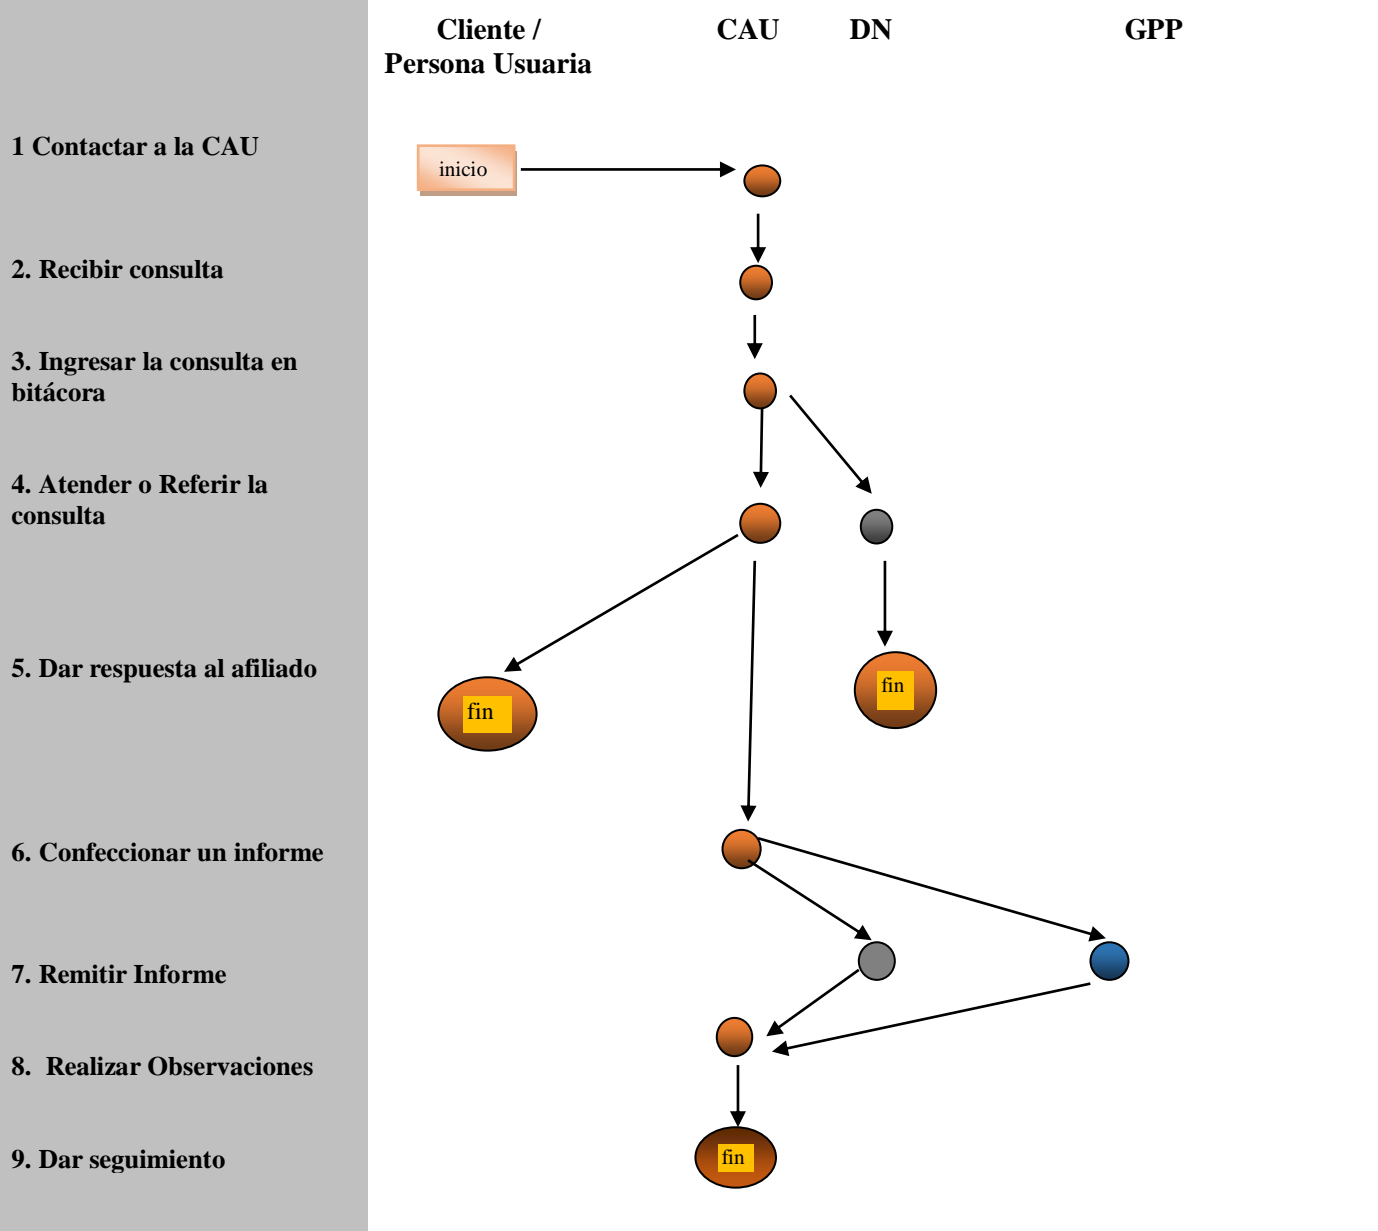 Cliente /
Persona Usuaria
CAU
DN
GPP
1 Contactar a la CAU
inicio
2. Recibir consulta
3. Ingresar la consulta en
bitácora
4. Atender o Referir la
consulta
5. Dar respuesta al afiliado
fin
fin
6. Confeccionar un informe
7. Remitir Informe
8.  Realizar Observaciones
9. Dar seguimiento
fin